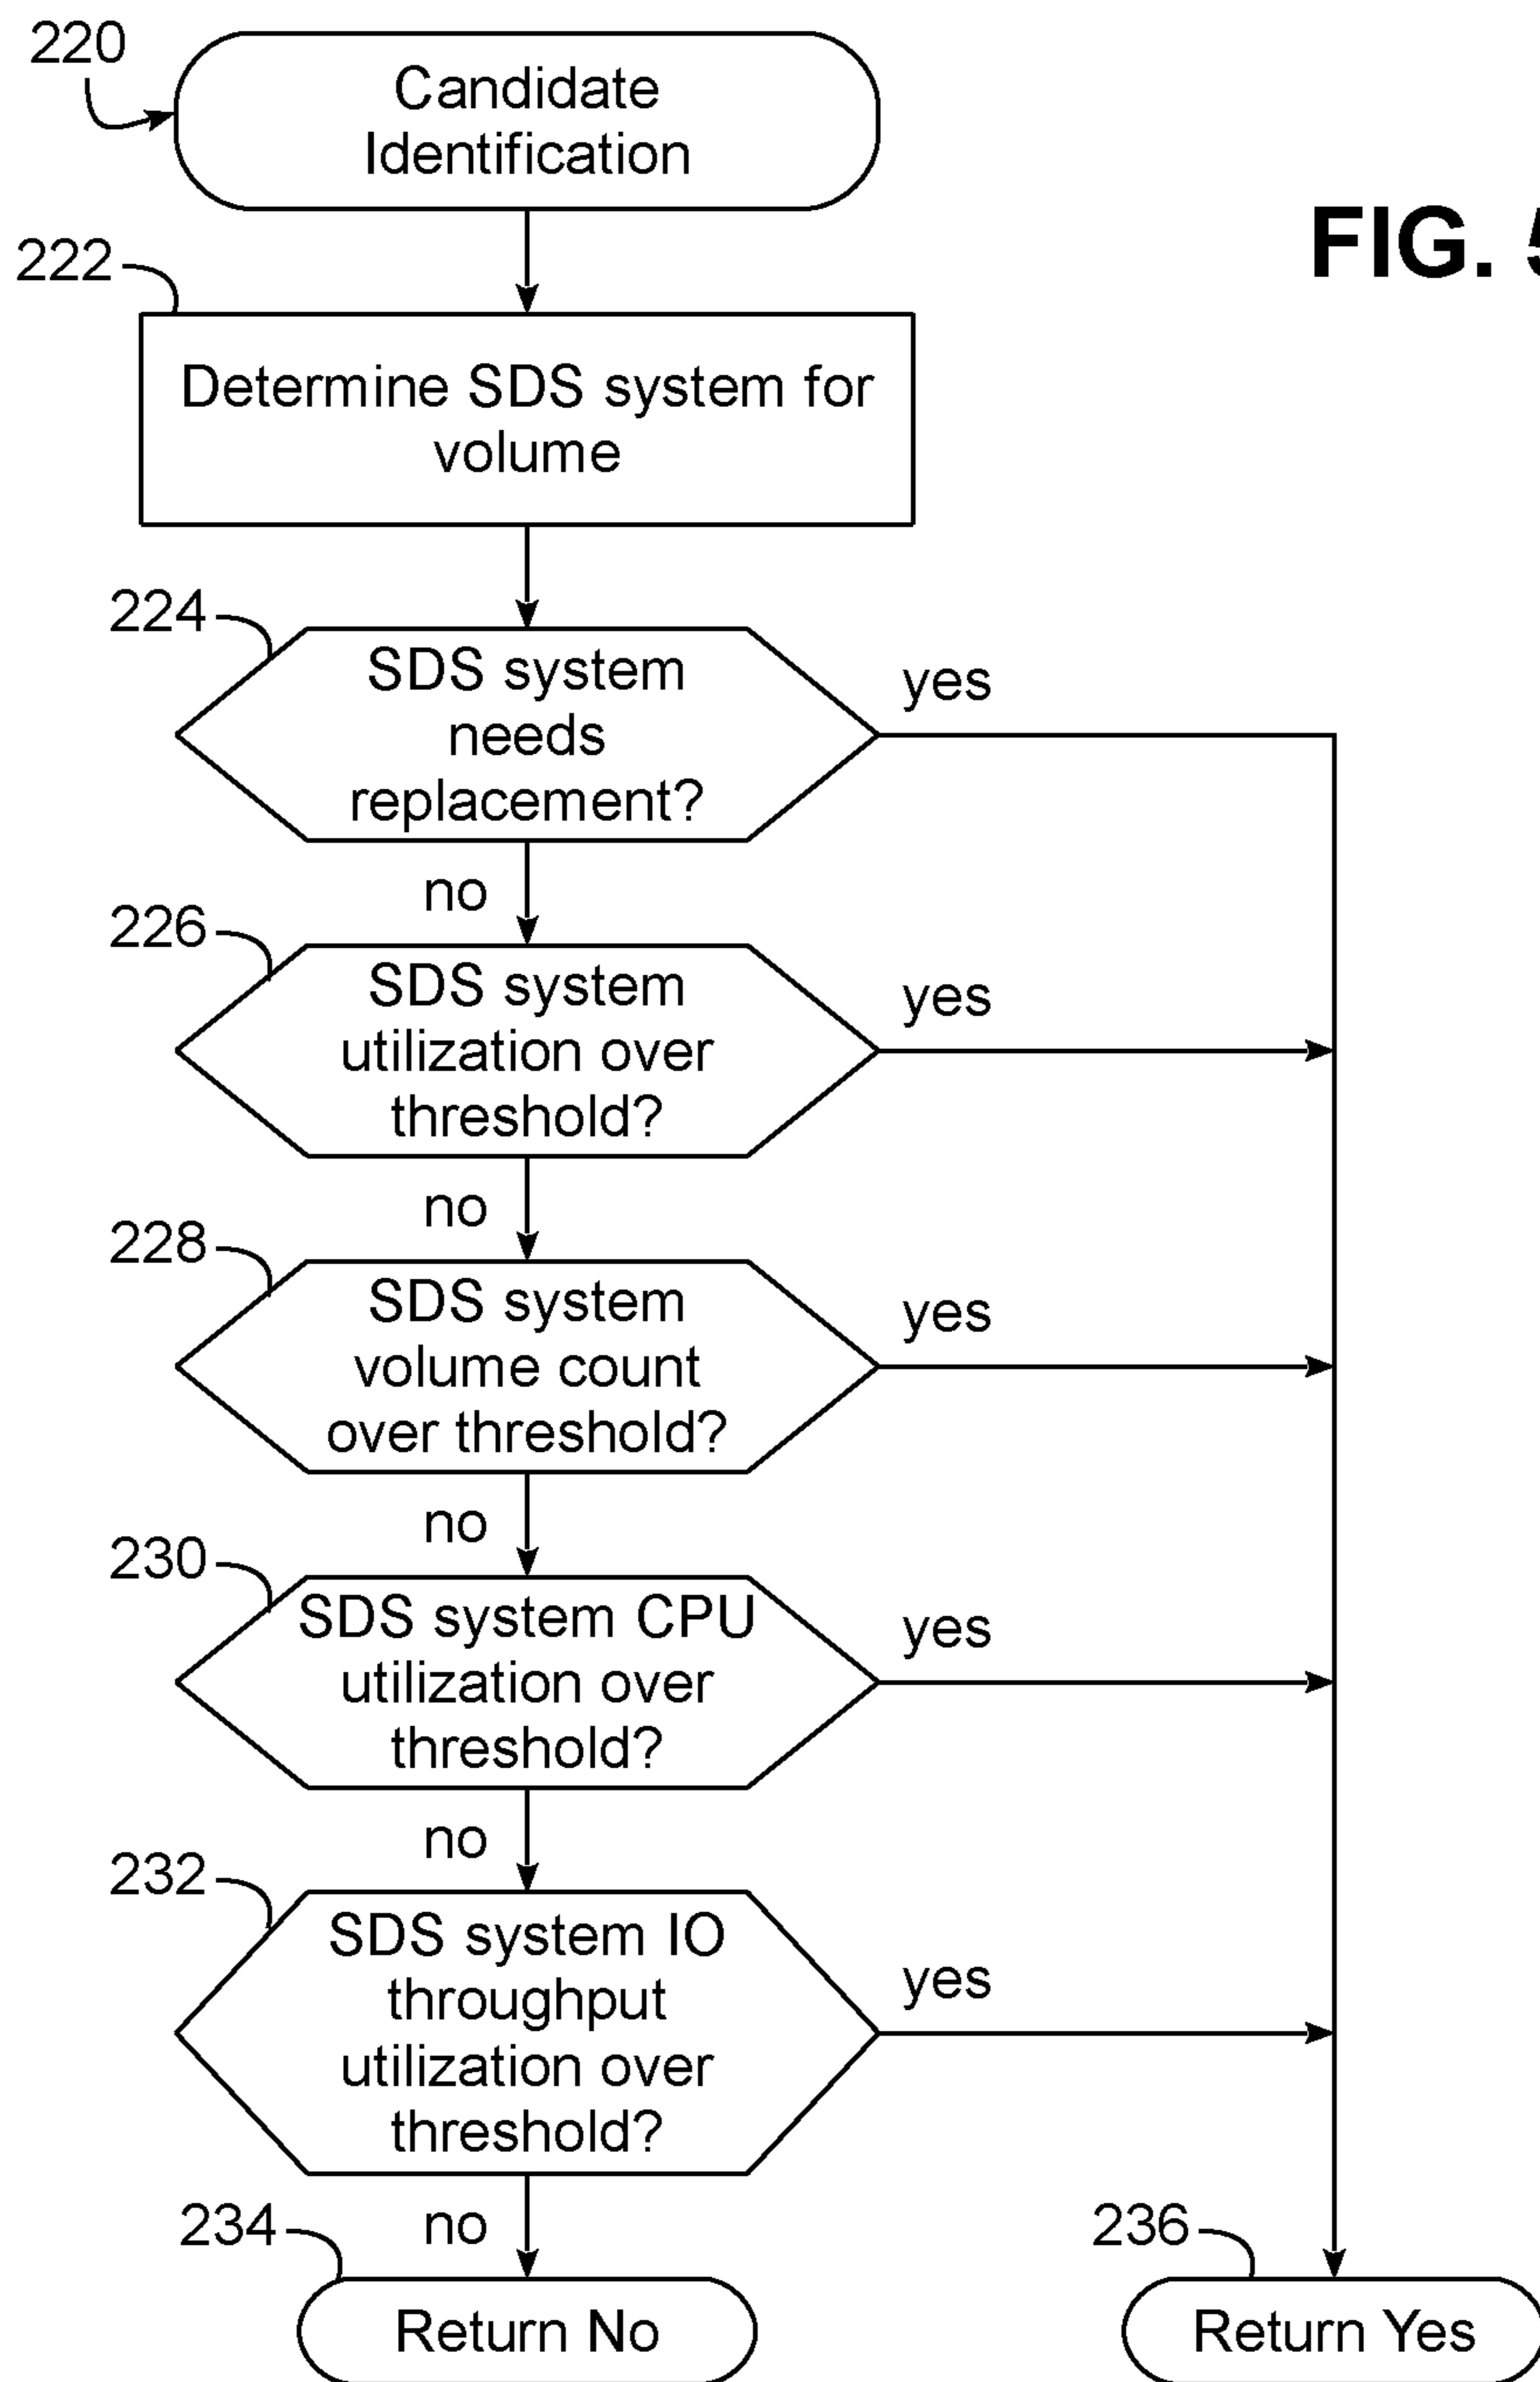 220
Candidate
Identification
FIG. 5
222
Determine SDS system for
volume
224
SDS system
needs
replacement?
yes
no
226
SDS system
utilization over
threshold?
yes
no
228
SDS system
volume count
over threshold?
yes
no
230
SDS system CPU
utilization over
threshold?
yes
no
232
SDS system IO
throughput
utilization over
threshold?
yes
no
234
Return No
236
Return Yes